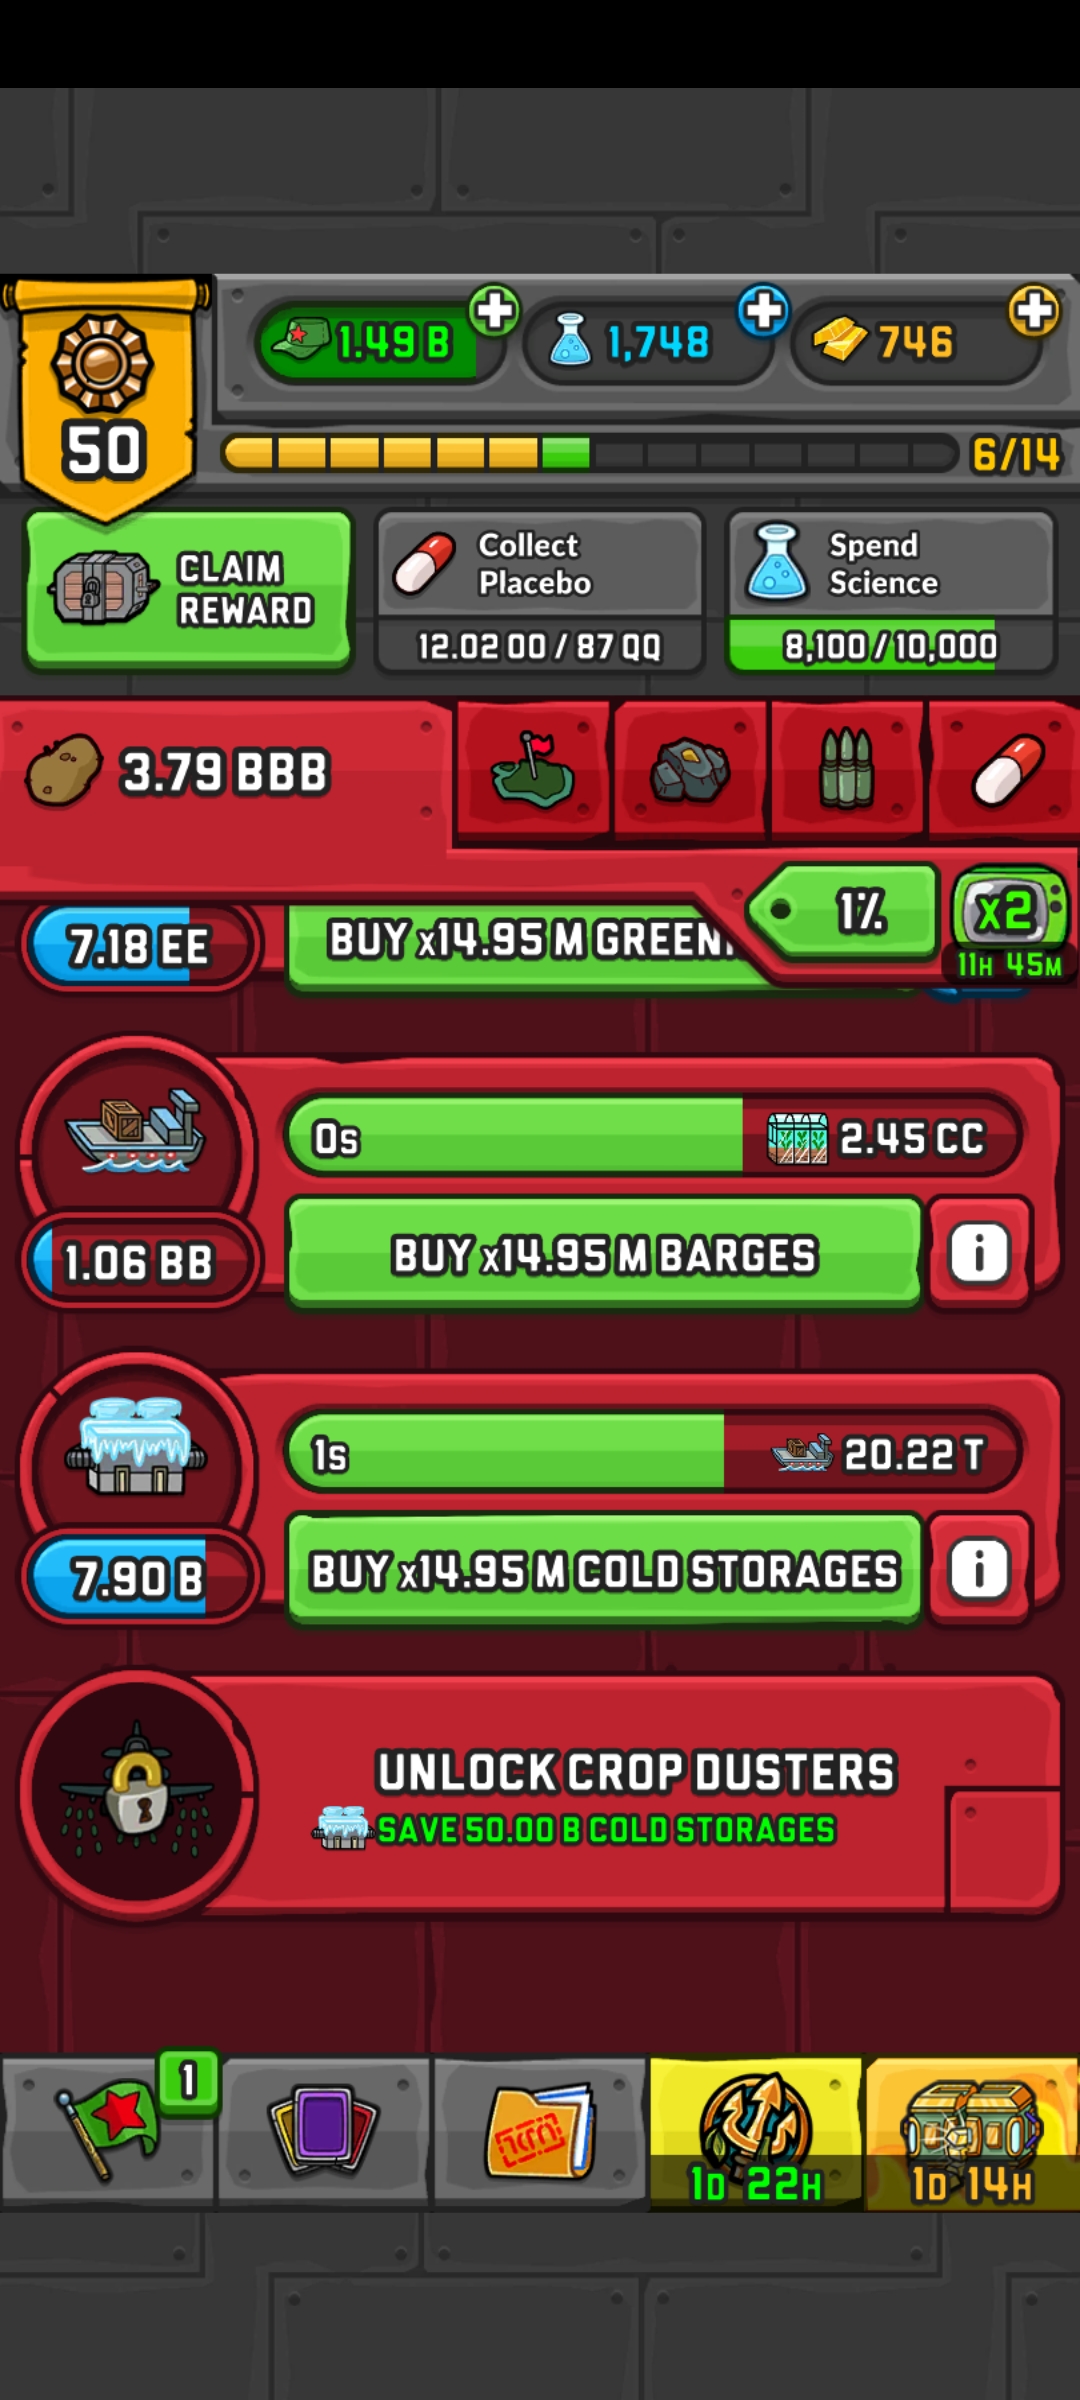 1.49 B
1,748
746
50
6/14
CLAIM
REWARD
Collect
Placebo
12.02 OO / 87 QQ
Spend
Science
8,100 / 10,000
3.79 BBB
1%
x2
11H 45M
7.18 EE
BUY x14.95 M
0s
2.45 CC
1.06 BB
BUY x14.95 M BARGES
1s
20.22 T
7.90 B
BUY x14.95 M COLD STORAGES
UNLOCK CROP DUSTERS
SAVE 50.00 B COLD STORAGES
1
1D 22H
1D 14H